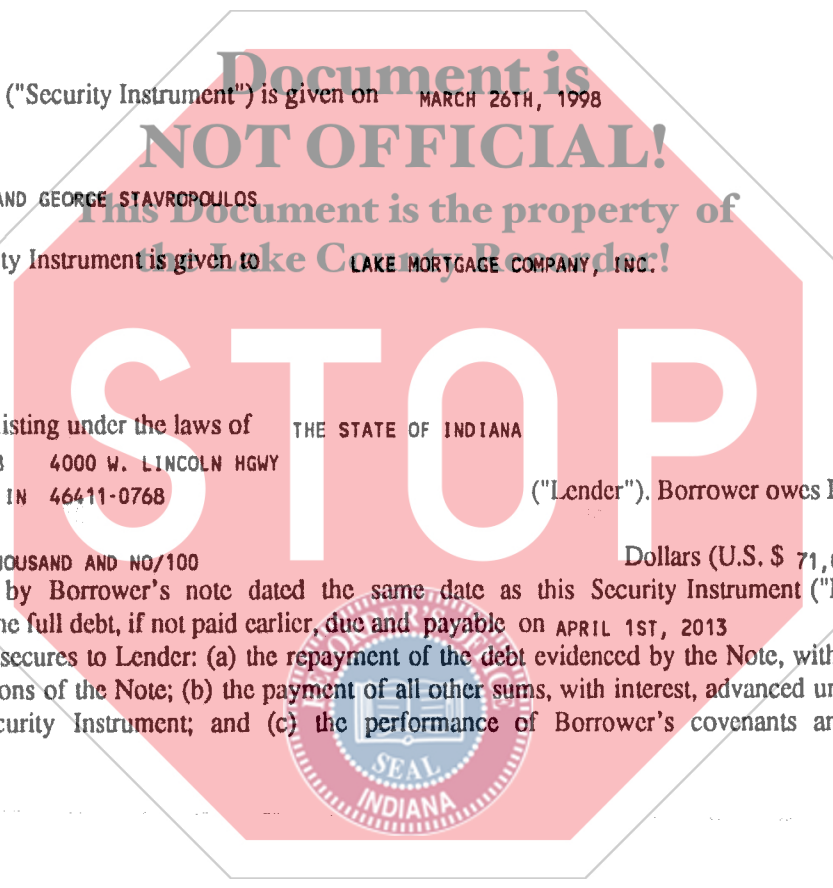 Document is
("Security Instrument") is given on MARCH 26TH, 1998
NOT OFFICIAL!
AND GEORGE STAVROPOULOS
This Document is the property of
the Lake County Recorder!
ty Instrument is given to LAKE MORTGAGE COMPANY, INC.
STOP
isting under the laws of THE STATE OF INDIANA
4000 W. LINCOLN HGWY
IN 46411-0768 ("Lender"). Borrower owes
OUSAND AND NO/100 Dollars (U.S. $ 71,
by Borrower's note dated the same date as this Security Instrument ("
he full debt, if not paid earlier, due and payable on APRIL 1ST, 2013
secures to Lender: (a) the repayment of the debt evidenced by the Note, with
ons of the Note; (b) the payment of all other sums, with interest, advanced un
curity Instrument; and (c) the performance of Borrower's covenants an
RECORDER'S OFFICE
SEAL
INDIANA